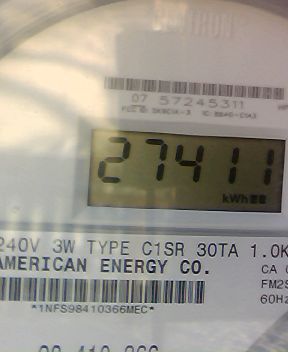 07 57245311
27411
kWh
240V 3W TYPE C1SR 30TA 1.0K
AMERICAN ENERGY CO.
CA
FM2S
60Hz
*1NFS98410366MEC*